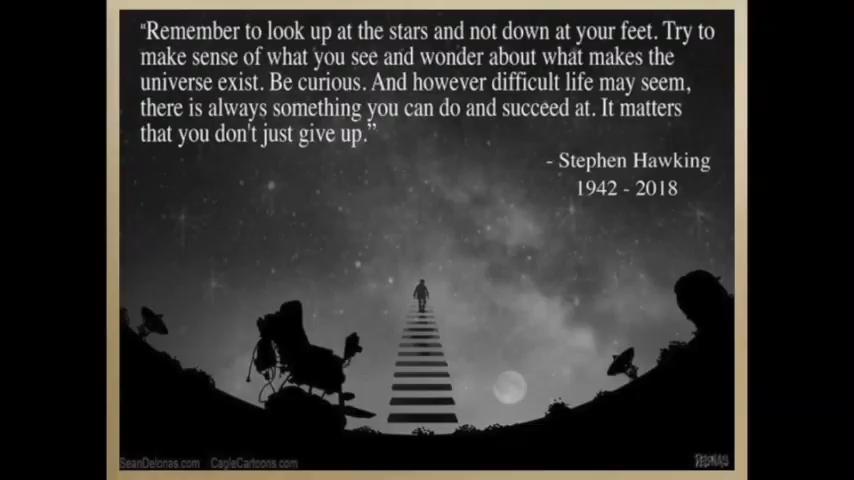 "Remember to look up at the stars and not down at your feet. Try to
make sense of what you see and wonder about what makes the
universe exist. Be curious. And however difficult life may seem,
there is always something you can do and succeed at. It matters
that you don't just give up."
- Stephen Hawking
1942 - 2018
SeanDelonas.com CagleCartoons.com